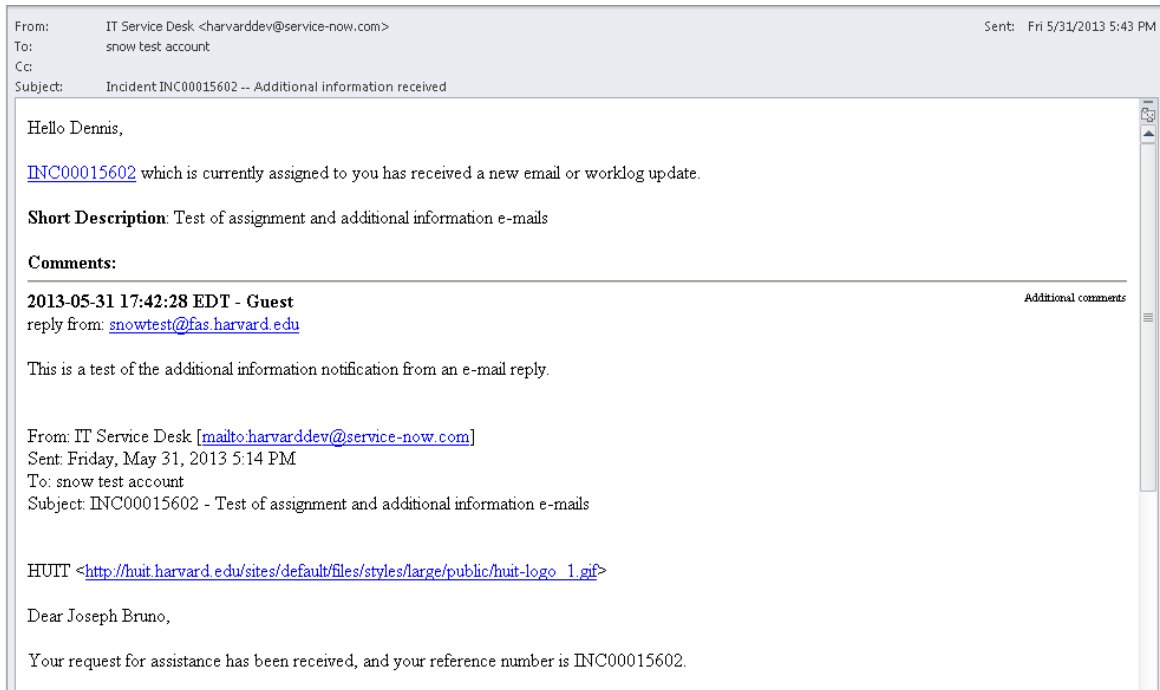 From: IT Service Desk <harvarddev@service-now.com> Sent: Fri 5/31/2013 5:43 PM
To: snow test account
Cc:
Subject: Incident INC00015602 -- Additional information received
Hello Dennis,
INC00015602 which is currently assigned to you has received a new email or worklog update.
Short Description: Test of assignment and additional information e-mails
Comments:
2013-05-31 17:42:28 EDT - Guest Additional comments
reply from: snowtest@fas.harvard.edu
This is a test of the additional information notification from an e-mail reply.
From: IT Service Desk [mailto:harvarddev@service-now.com]
Sent: Friday, May 31, 2013 5:14 PM
To: snow test account
Subject: INC00015602 - Test of assignment and additional information e-mails
HUIT <http://huit.harvard.edu/sites/default/files/styles/large/public/huit-logo_1.gif>
Dear Joseph Bruno,
Your request for assistance has been received, and your reference number is INC00015602.